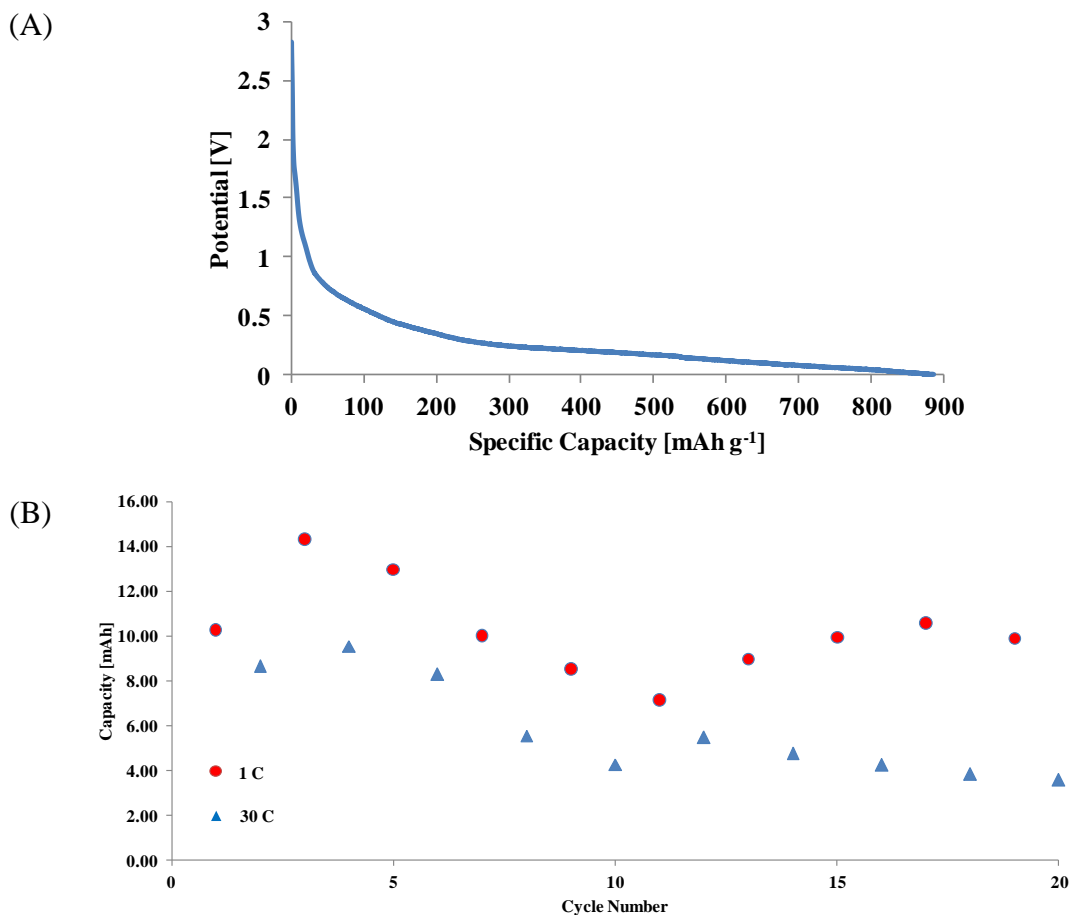 (A)
3
2.5
2
1.5
1
0.5
0
Potential [V]
0 100 200 300 400 500 600 700 800 900
Specific Capacity [mAh g-1]
(B)
16.00
14.00
12.00
10.00
8.00
6.00
4.00
2.00
0.00
Capacity [mAh]
1 C
30 C
0 5 10 15 20
Cycle Number